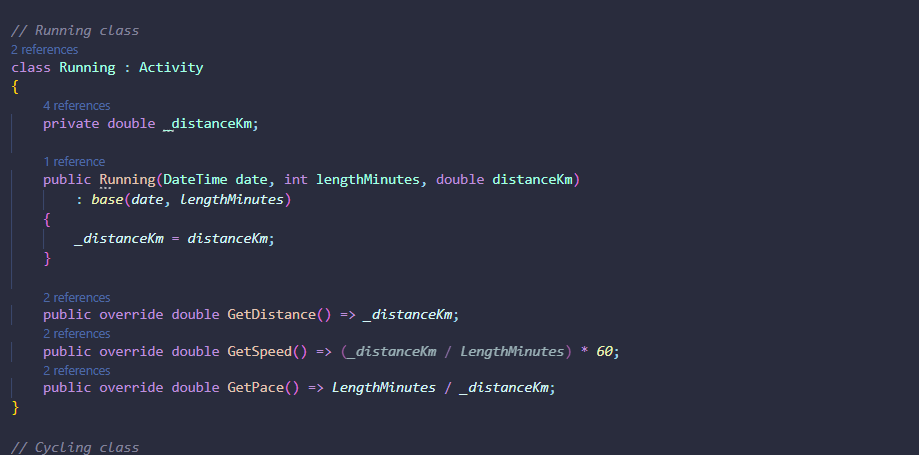 // Running class
2 references
class Running : Activity
{
4 references
private double _distanceKm;
1 reference
public Running(DateTime date, int lengthMinutes, double distanceKm)
: base(date, lengthMinutes)
{
_distanceKm = distanceKm;
}
2 references
public override double GetDistance() => _distanceKm;
2 references
public override double GetSpeed() => (_distanceKm / LengthMinutes) * 60;
2 references
public override double GetPace() => LengthMinutes / _distanceKm;
}
// Cycling class